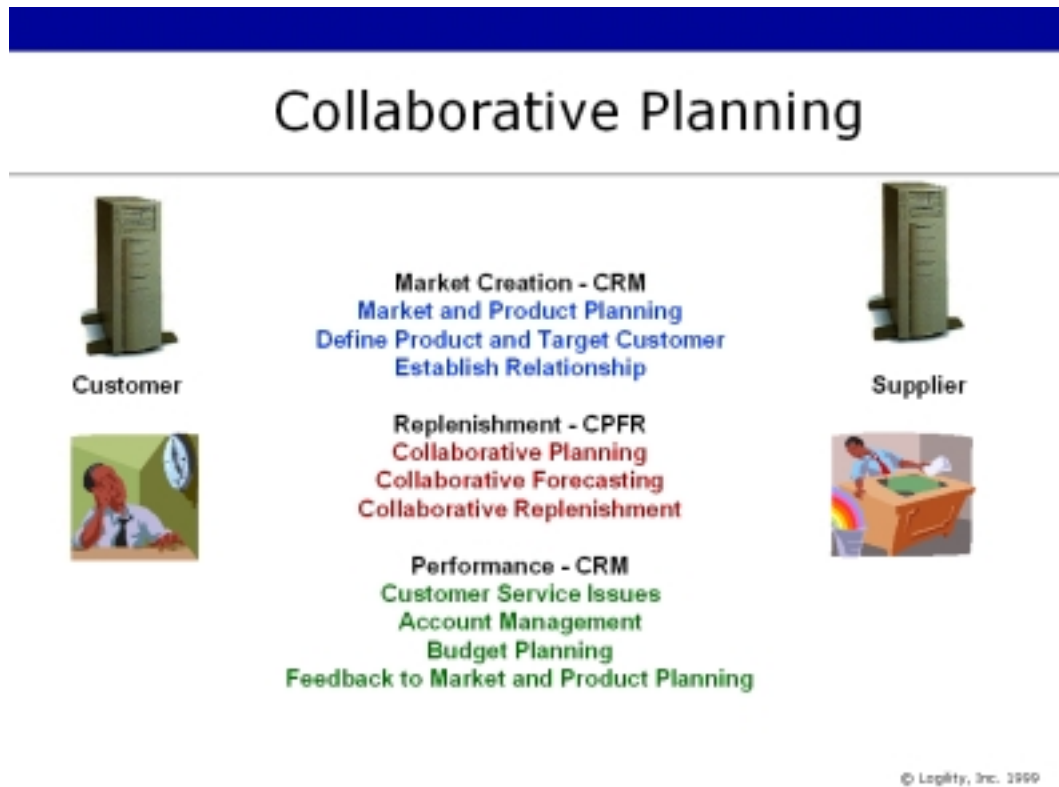 Collaborative Planning
Market Creation - CRM
Market and Product Planning
Define Product and Target Customer
Establish Relationship
Customer
Supplier
Replenishment - CPFR
Collaborative Planning
Collaborative Forecasting
Collaborative Replenishment
Performance - CRM
Customer Service Issues
Account Management
Budget Planning
Feedback to Market and Product Planning
© Logility, Inc. 1999